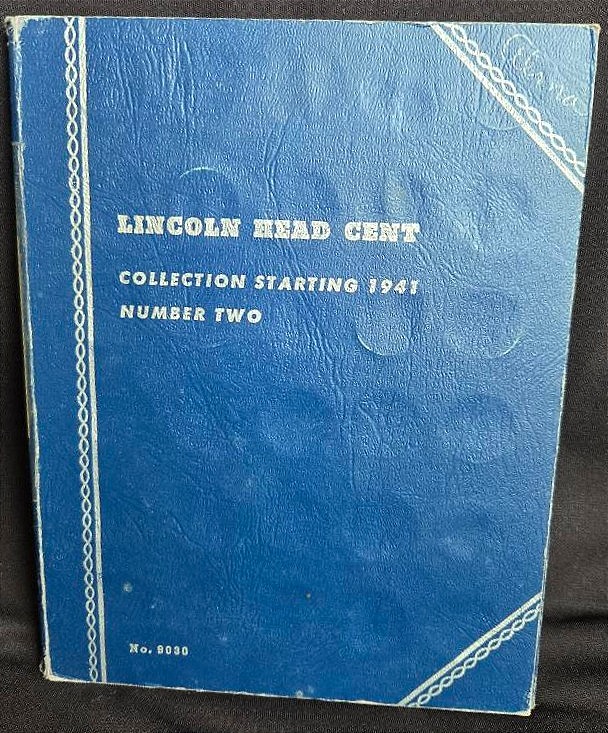 LINCOLN HEAD CENT
COLLECTION STARTING 1941
NUMBER TWO
No. 9030